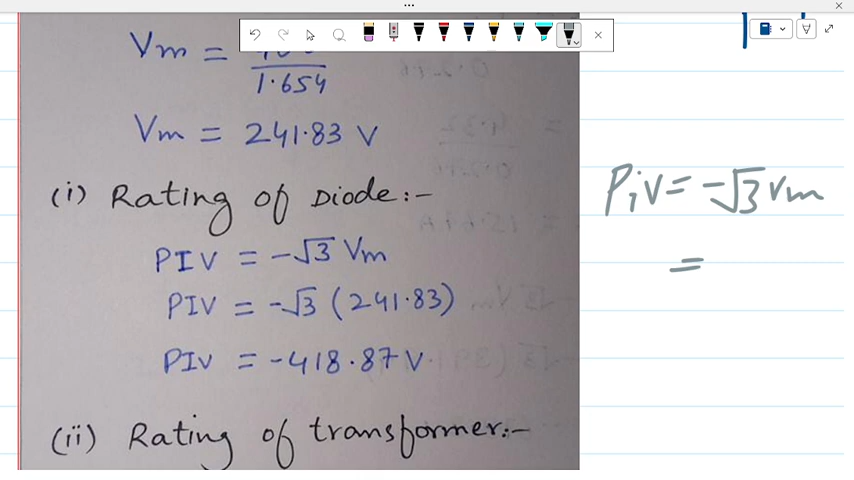 Vm =
1.654
Vm = 241.83 V
(i) Rating of Diode:-
PIV = -√3 Vm
PIV = -√3 (241.83)
PIV = -418.87 V
(ii) Rating of transformer:-
PIV = -√3 Vm
=